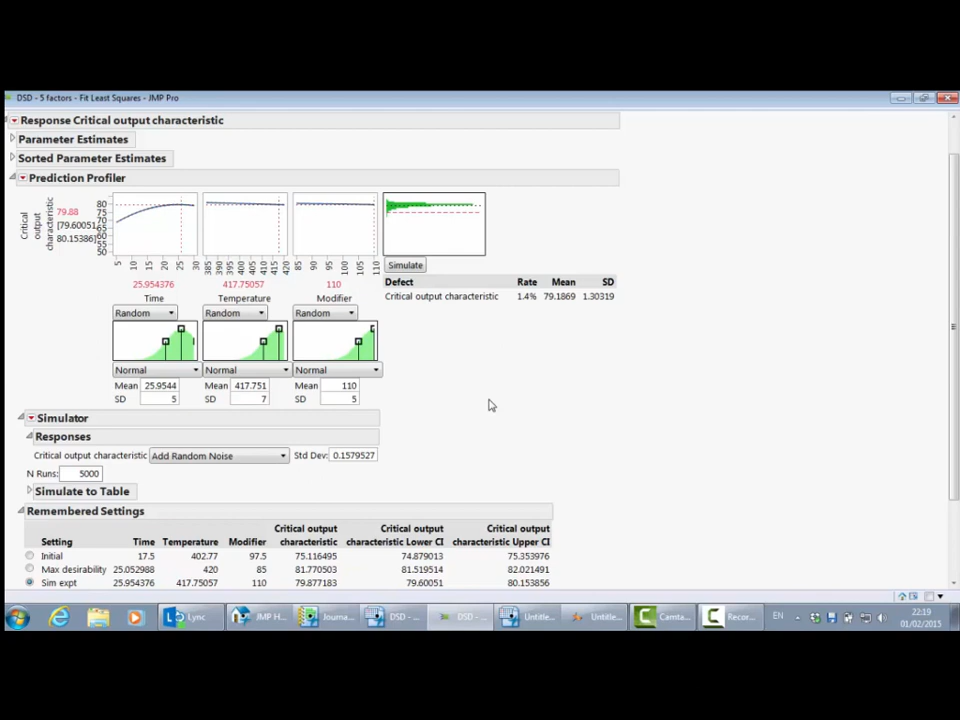 DSD - 5 factors - Fit Least Squares - JMP Pro
Response Critical output characteristic
Parameter Estimates
Sorted Parameter Estimates
Prediction Profiler
Critical output characteristic
79.88
[79.60051,
80.15386]
80
75
70
65
60
55
50
5 10 15 20 25 30
385 390 395 400 405 410 415 420
85 90 95 100 105 110
25.954376 417.75057 110
Time Temperature Modifier
Simulate
Defect Rate Mean SD
Critical output characteristic 1.4% 79.1869 1.30319
Random Random Random
Normal Normal Normal
Mean 25.9544 Mean 417.751 Mean 110
SD 5 SD 7 SD 5
Simulator
Responses
Critical output characteristic Add Random Noise Std Dev: 0.1579527
N Runs: 5000
Simulate to Table
Remembered Settings
Critical output Critical output Critical output
Setting Time Temperature Modifier characteristic characteristic Lower CI characteristic Upper CI
Initial 17.5 402.77 97.5 75.116495 74.879013 75.353976
Max desirability 25.052988 420 85 81.770503 81.519514 82.021491
Sim expt 25.954376 417.75057 110 79.877183 79.60051 80.153856
Lync JMP H... Journa... DSD - ... DSD - ... Untitle... Untitle... Camta... Recor... EN 22:19
01/02/2015